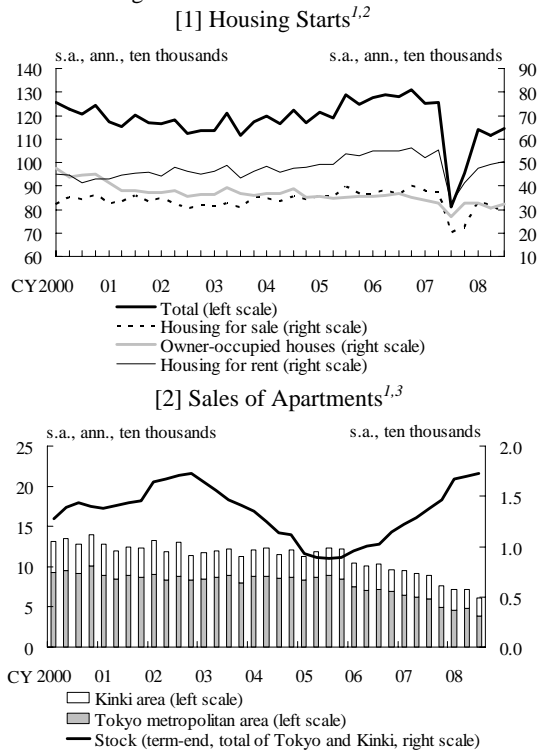 [1] Housing Starts1,2
s.a., ann., ten thousands s.a., ann., ten thousands
140 90
130 80
120 70
110 60
100 50
90 40
80 30
70 20
60 10
CY2000 01 02 03 04 05 06 07 08
Total (left scale)
Housing for sale (right scale)
Owner-occupied houses (right scale)
Housing for rent (right scale)
[2] Sales of Apartments1,3
s.a., ann., ten thousands s.a., ann., ten thousands
25 2.0
20 1.5
15
10 1.0
5 0.5
0 0.0
CY 2000 01 02 03 04 05 06 07 08
Kinki area (left scale)
Tokyo metropolitan area (left scale)
Stock (term-end, total of Tokyo and Kinki, right scale)